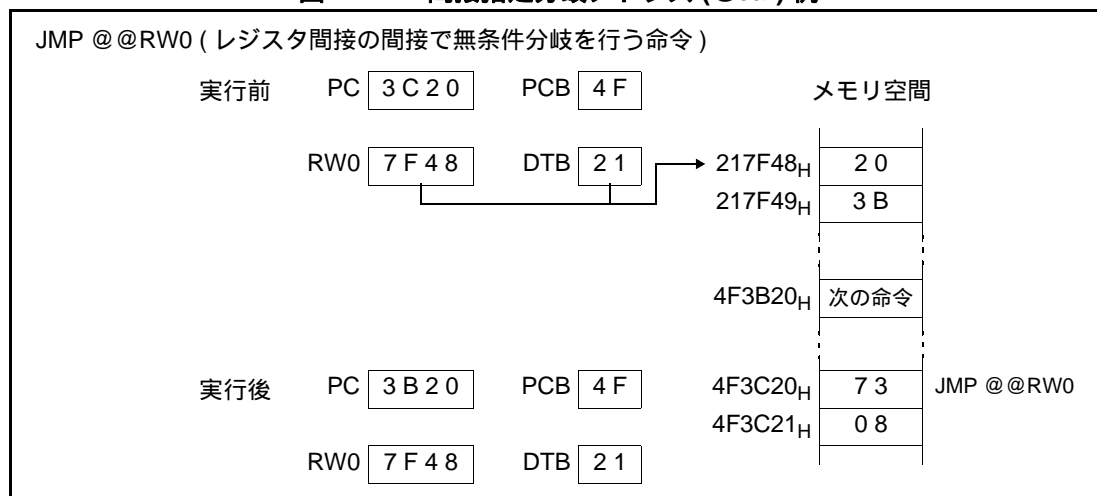 JMP @@RW0 ( レジスタ間接の間接で無条件分岐を行う命令 )
実行前 PC 3C20 PCB 4F メモリ空間
RW0 7F48 DTB 21 217F48H 20
217F49H 3B
4F3B20H 次の命令
実行後 PC 3B20 PCB 4F 4F3C20H 73 JMP @@RW0
4F3C21H 08
RW0 7F48 DTB 21